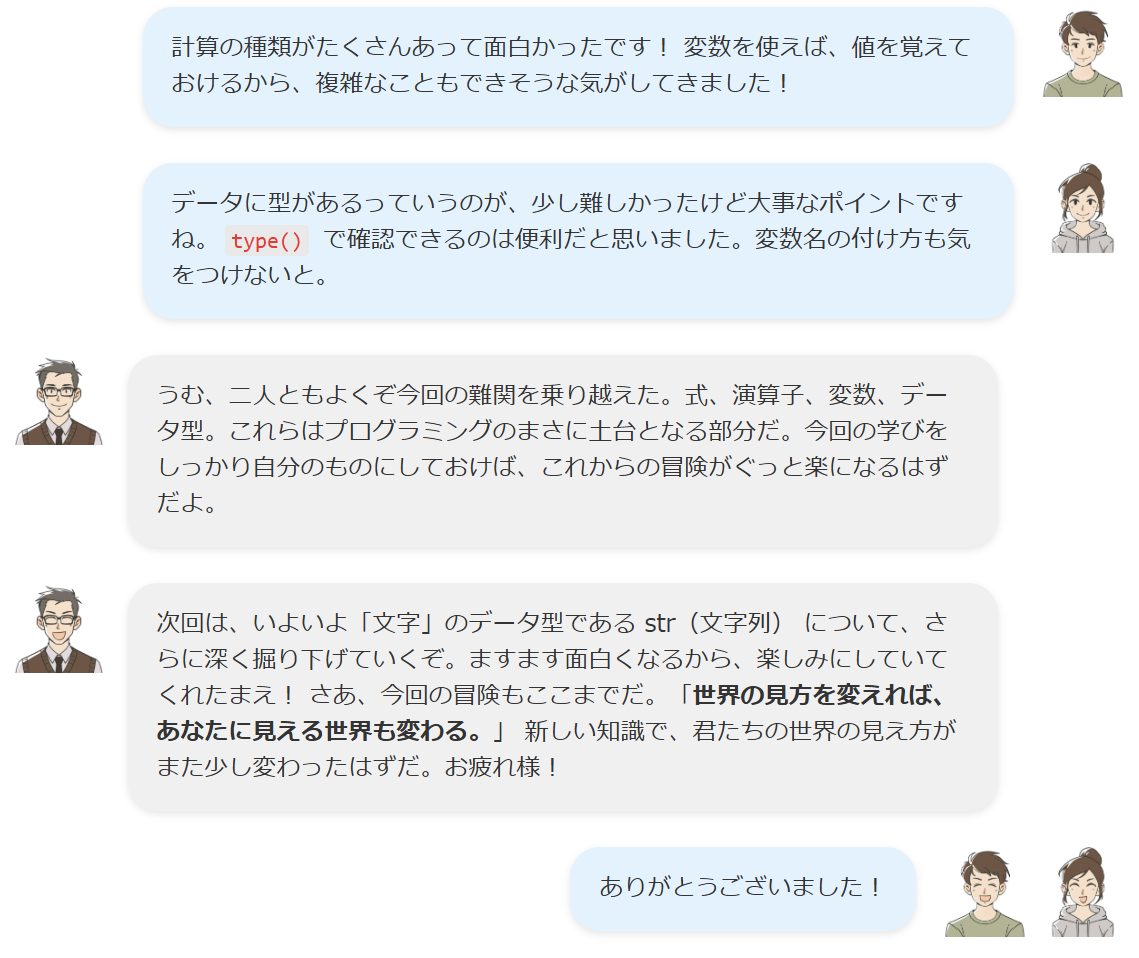 計算の種類がたくさんあって面白かったです！ 変数を使えば、値を覚えて
おけるから、複雑なこともできそうな気がしてきました！
データに型があるっていうのが、少し難しかったけど大事なポイントです
ね。 type() で確認できるのは便利だと思いました。変数名の付け方も気
をつけないと。
うむ、二人ともよくぞ今回の難関を乗り越えた。式、演算子、変数、デー
タ型。これらはプログラミングのまさに土台となる部分だ。今回の学びを
しっかり自分のものにしておけば、これからの冒険がぐっと楽になるはず
だよ。
次回は、いよいよ「文字」のデータ型である str（文字列） について、さ
らに深く掘り下げていくぞ。ますます面白くなるから、楽しみにしていて
くれたまえ！ さあ、今回の冒険もここまでだ。「世界の見方を変えれば、
あなたに見える世界も変わる。」 新しい知識で、君たちの世界の見え方が
また少し変わったはずだ。お疲れ様！
ありがとうございました！